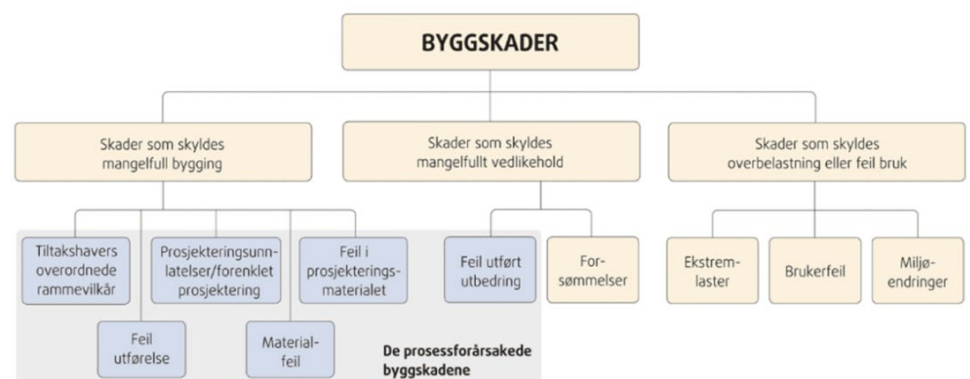 BYGGSKADER
Skader som skyldes
mangelfull bygging
Skader som skyldes
mangelfullt vedlikehold
Skader som skyldes
overbelastning eller feil bruk
Tiltakshavers
overordnede
rammevilkår
Prosjekteringsunn-
latelser/forenklet
prosjektering
Feil i
prosjekterings-
materialet
Feil utført
utbedring
For-
sømmelser
Ekstrem-
laster
Brukerfeil
Miljø-
endringer
Feil
utførelse
Material-
feil
De prosessforårsakede
byggskadene